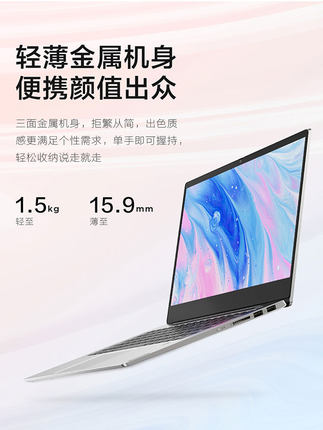 轻薄金属机身
便携颜值出众
三面金属机身，拒繁从简，出色质
感更满足个性需求，单手即可握持，
轻松收纳说走就走
1.5kg 15.9mm
轻至 薄至